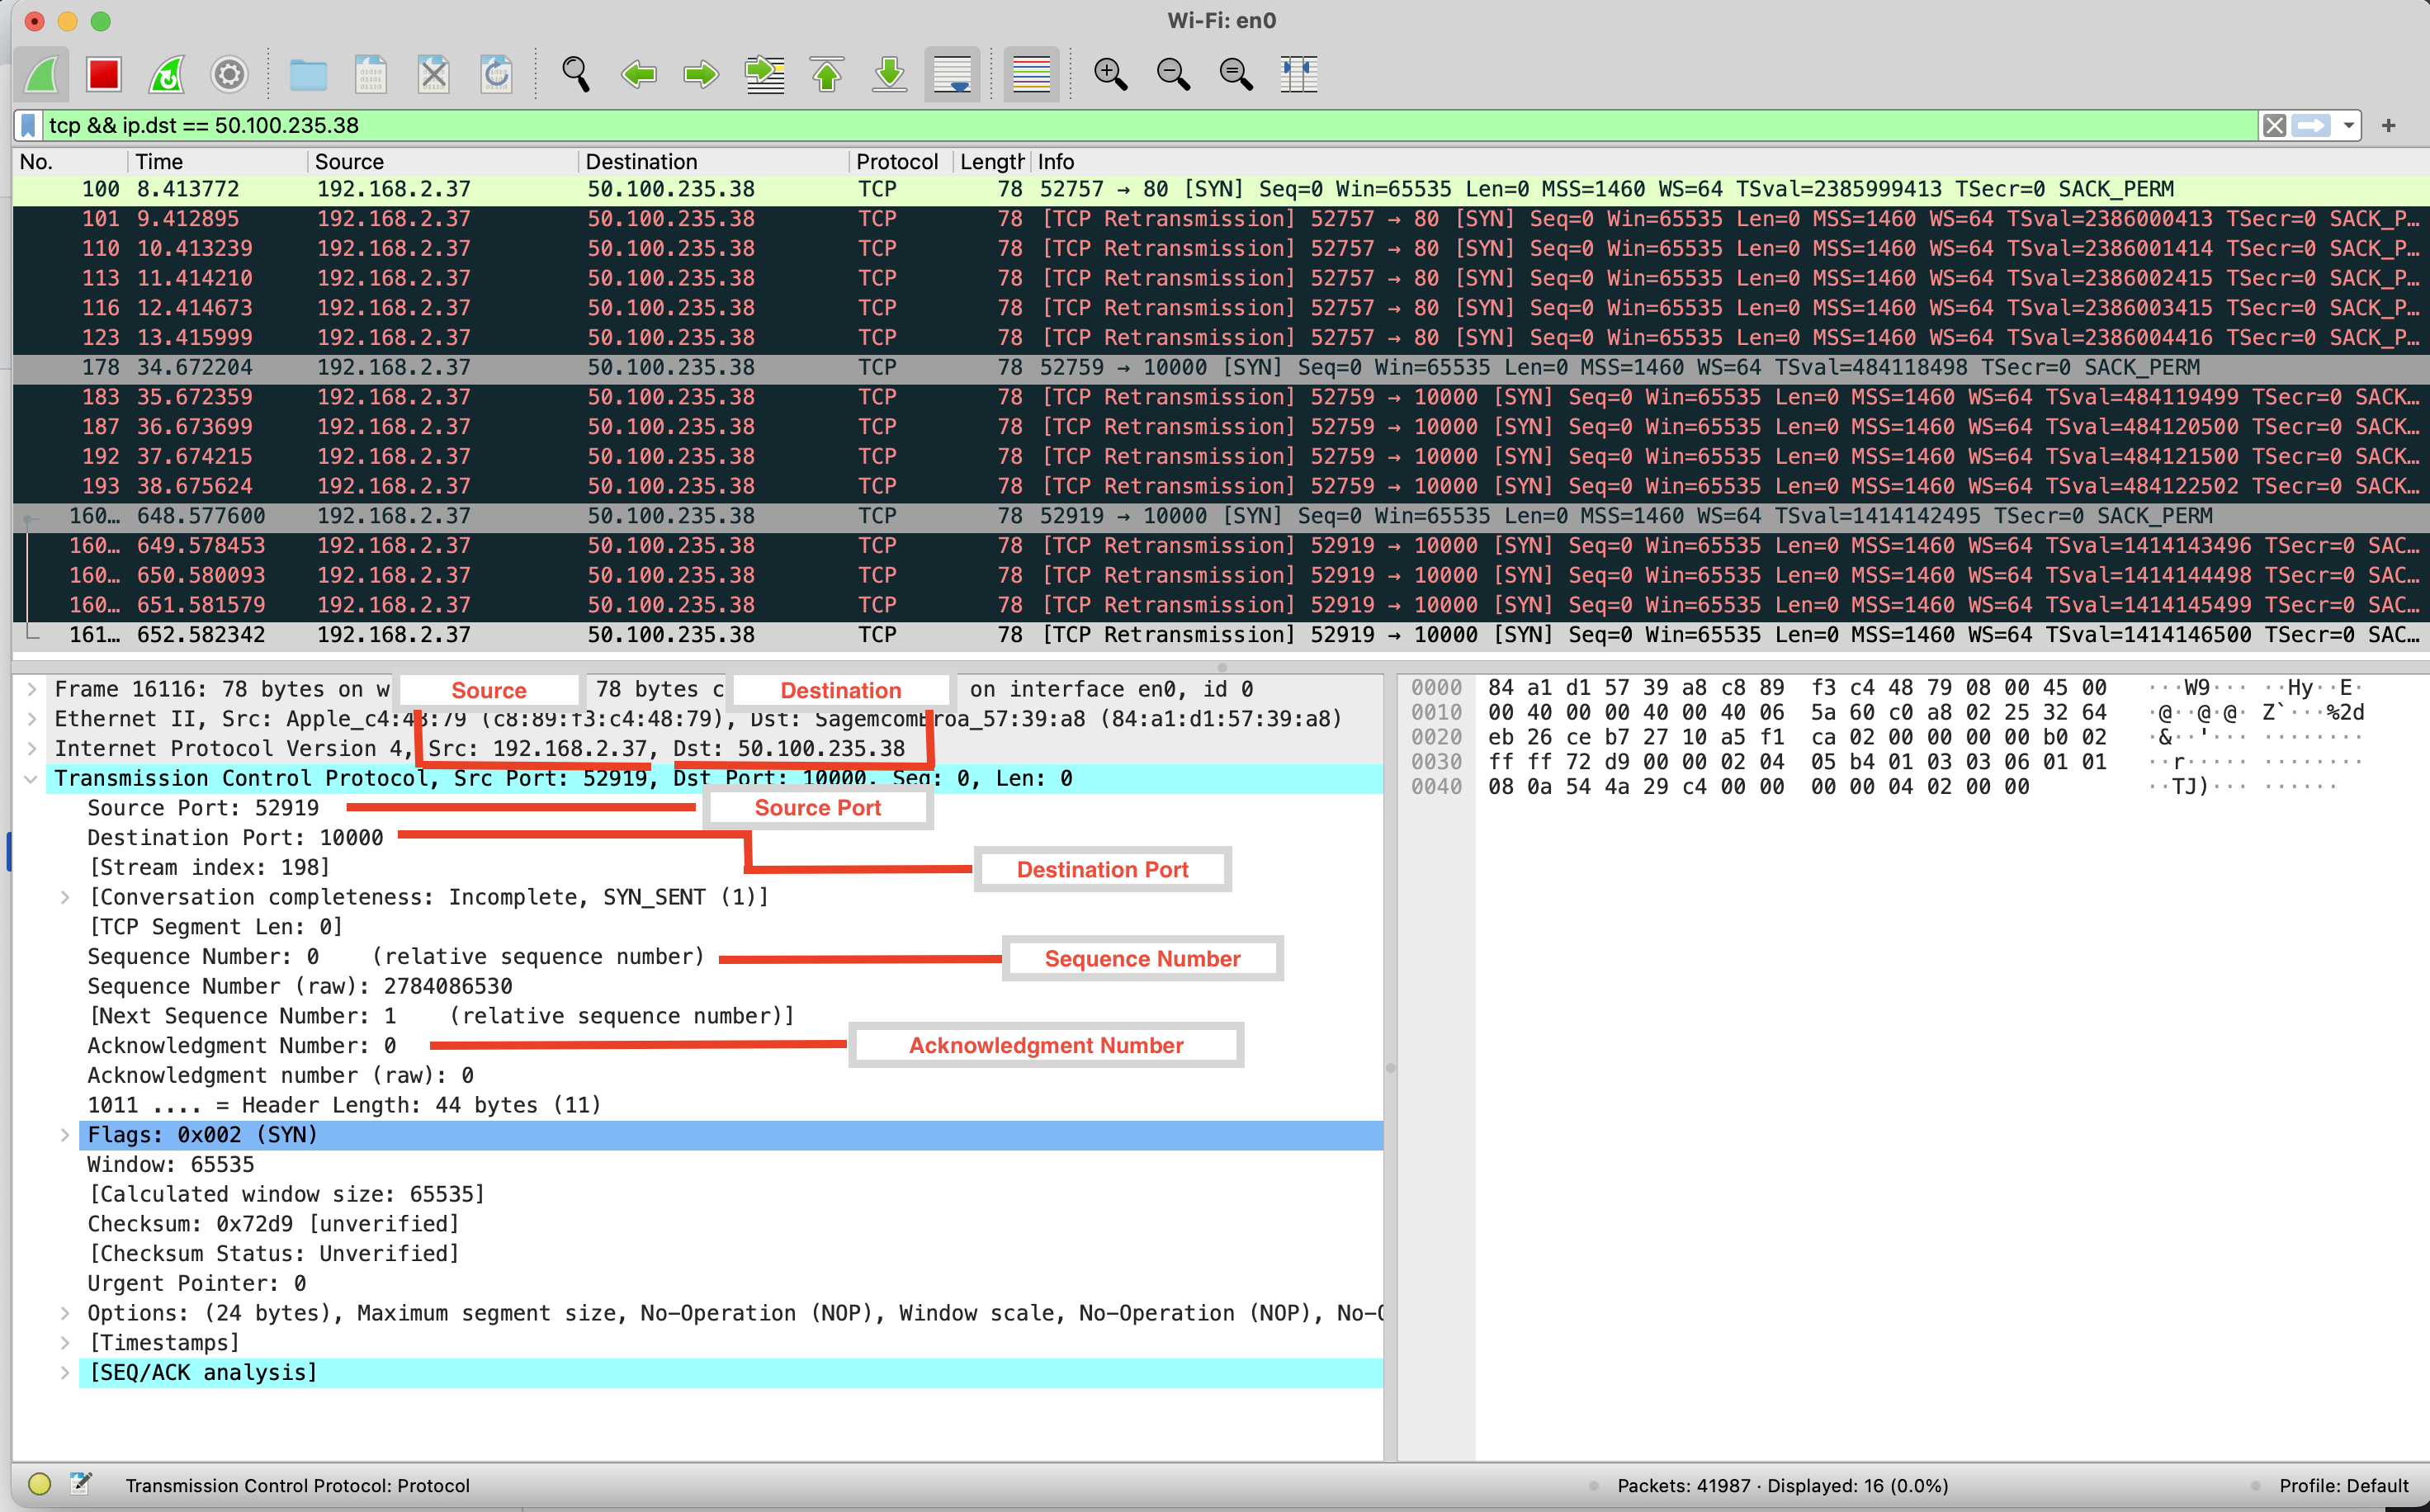 Wi-Fi: en0
tcp && ip.dst == 50.100.235.38
No. Time Source Destination Protocol Length Info
100 8.413772 192.168.2.37 50.100.235.38 TCP 78 52757 → 80 [SYN] Seq=0 Win=65535 Len=0 MSS=1460 WS=64 TSval=2385999413 TSecr=0 SACK_PERM
101 9.412895 192.168.2.37 50.100.235.38 TCP 78 [TCP Retransmission] 52757 → 80 [SYN] Seq=0 Win=65535 Len=0 MSS=1460 WS=64 TSval=2386000413 TSecr=0 SACK_P…
110 10.413239 192.168.2.37 50.100.235.38 TCP 78 [TCP Retransmission] 52757 → 80 [SYN] Seq=0 Win=65535 Len=0 MSS=1460 WS=64 TSval=2386001414 TSecr=0 SACK_P…
113 11.414210 192.168.2.37 50.100.235.38 TCP 78 [TCP Retransmission] 52757 → 80 [SYN] Seq=0 Win=65535 Len=0 MSS=1460 WS=64 TSval=2386002415 TSecr=0 SACK_P…
116 12.414673 192.168.2.37 50.100.235.38 TCP 78 [TCP Retransmission] 52757 → 80 [SYN] Seq=0 Win=65535 Len=0 MSS=1460 WS=64 TSval=2386003415 TSecr=0 SACK_P…
123 13.415999 192.168.2.37 50.100.235.38 TCP 78 [TCP Retransmission] 52757 → 80 [SYN] Seq=0 Win=65535 Len=0 MSS=1460 WS=64 TSval=2386004416 TSecr=0 SACK_P…
178 34.672204 192.168.2.37 50.100.235.38 TCP 78 52759 → 10000 [SYN] Seq=0 Win=65535 Len=0 MSS=1460 WS=64 TSval=484118498 TSecr=0 SACK_PERM
183 35.672359 192.168.2.37 50.100.235.38 TCP 78 [TCP Retransmission] 52759 → 10000 [SYN] Seq=0 Win=65535 Len=0 MSS=1460 WS=64 TSval=484119499 TSecr=0 SACK…
187 36.673699 192.168.2.37 50.100.235.38 TCP 78 [TCP Retransmission] 52759 → 10000 [SYN] Seq=0 Win=65535 Len=0 MSS=1460 WS=64 TSval=484120500 TSecr=0 SACK…
192 37.674215 192.168.2.37 50.100.235.38 TCP 78 [TCP Retransmission] 52759 → 10000 [SYN] Seq=0 Win=65535 Len=0 MSS=1460 WS=64 TSval=484121500 TSecr=0 SACK…
193 38.675624 192.168.2.37 50.100.235.38 TCP 78 [TCP Retransmission] 52759 → 10000 [SYN] Seq=0 Win=65535 Len=0 MSS=1460 WS=64 TSval=484122502 TSecr=0 SACK…
160… 648.577600 192.168.2.37 50.100.235.38 TCP 78 52919 → 10000 [SYN] Seq=0 Win=65535 Len=0 MSS=1460 WS=64 TSval=1414142495 TSecr=0 SACK_PERM
160… 649.578453 192.168.2.37 50.100.235.38 TCP 78 [TCP Retransmission] 52919 → 10000 [SYN] Seq=0 Win=65535 Len=0 MSS=1460 WS=64 TSval=1414143496 TSecr=0 SAC…
160… 650.580093 192.168.2.37 50.100.235.38 TCP 78 [TCP Retransmission] 52919 → 10000 [SYN] Seq=0 Win=65535 Len=0 MSS=1460 WS=64 TSval=1414144498 TSecr=0 SAC…
160… 651.581579 192.168.2.37 50.100.235.38 TCP 78 [TCP Retransmission] 52919 → 10000 [SYN] Seq=0 Win=65535 Len=0 MSS=1460 WS=64 TSval=1414145499 TSecr=0 SAC…
161… 652.582342 192.168.2.37 50.100.235.38 TCP 78 [TCP Retransmission] 52919 → 10000 [SYN] Seq=0 Win=65535 Len=0 MSS=1460 WS=64 TSval=1414146500 TSecr=0 SAC…
Frame 16116: 78 bytes on w Source 78 bytes c Destination on interface en0, id 0
Ethernet II, Src: Apple_c4:48:79 (c8:89:f3:c4:48:79), Dst: SagemcomBroa_57:39:a8 (84:a1:d1:57:39:a8)
Internet Protocol Version 4, Src: 192.168.2.37, Dst: 50.100.235.38
Transmission Control Protocol, Src Port: 52919, Dst Port: 10000, Seq: 0, Len: 0
Source Port: 52919 Source Port
Destination Port: 10000
[Stream index: 198] Destination Port
[Conversation completeness: Incomplete, SYN_SENT (1)]
[TCP Segment Len: 0]
Sequence Number: 0 (relative sequence number) Sequence Number
Sequence Number (raw): 2784086530
[Next Sequence Number: 1 (relative sequence number)]
Acknowledgment Number: 0 Acknowledgment Number
Acknowledgment number (raw): 0
1011 .... = Header Length: 44 bytes (11)
Flags: 0x002 (SYN)
Window: 65535
[Calculated window size: 65535]
Checksum: 0x72d9 [unverified]
[Checksum Status: Unverified]
Urgent Pointer: 0
Options: (24 bytes), Maximum segment size, No-Operation (NOP), Window scale, No-Operation (NOP), No-O
[Timestamps]
[SEQ/ACK analysis]
0000 84 a1 d1 57 39 a8 c8 89 f3 c4 48 79 08 00 45 00 ···W9··· ··Hy··E·
0010 00 40 00 00 40 00 40 06 5a 60 c0 a8 02 25 32 64 ·@··@·@· Z`···%2d
0020 eb 26 ce b7 27 10 a5 f1 ca 02 00 00 00 00 b0 02 ·&··'··· ········
0030 ff ff 72 d9 00 00 02 04 05 b4 01 03 03 06 01 01 ··r····· ········
0040 08 0a 54 4a 29 c4 00 00 00 00 04 02 00 00 ··TJ)··· ······
Transmission Control Protocol: Protocol
Packets: 41987 · Displayed: 16 (0.0%)
Profile: Default